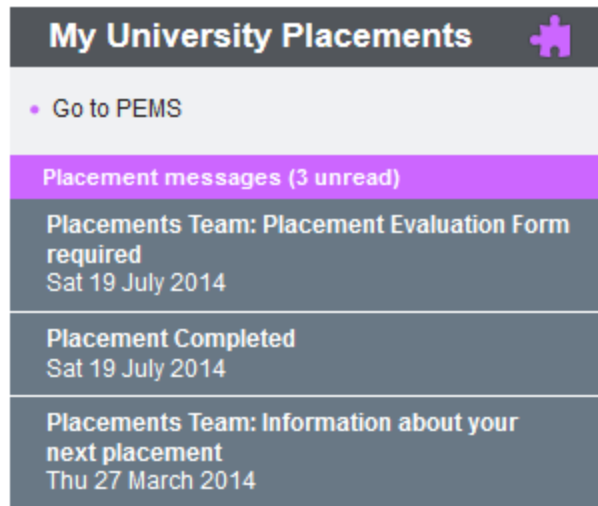 My University Placements
Go to PEMS
Placement messages (3 unread)
Placements Team: Placement Evaluation Form
required
Sat 19 July 2014
Placement Completed
Sat 19 July 2014
Placements Team: Information about your
next placement
Thu 27 March 2014